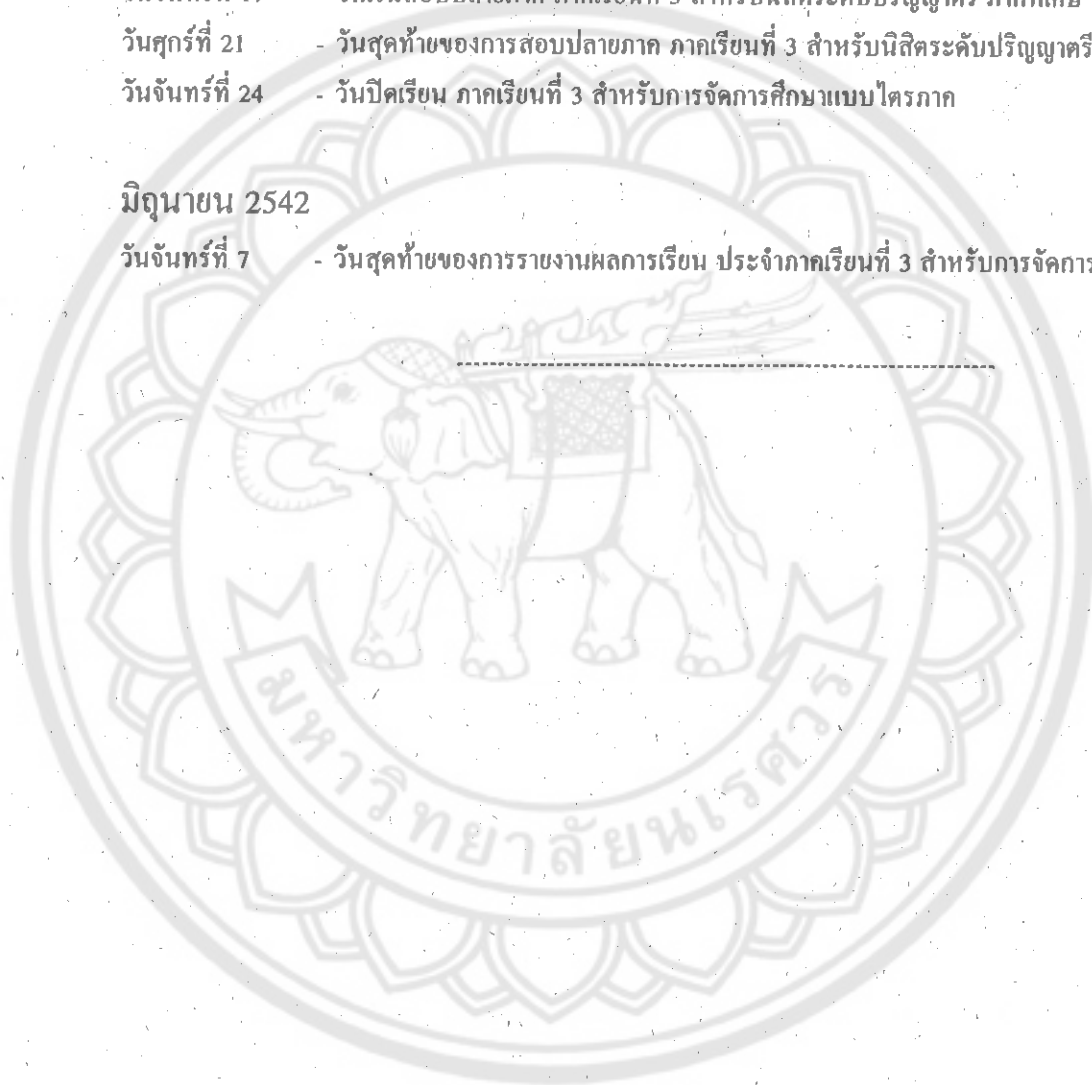 วันศุกร์ที่ 21 - วันสุดท้ายของการสอบปลายภาค ภาคเรียนที่ 3 สำหรับนิสิตระดับปริญญาตรี
วันจันทร์ที่ 24 - วันปิดเรียน ภาคเรียนที่ 3 สำหรับการจัดการศึกษาแบบไตรภาค
มิถุนายน 2542
วันจันทร์ที่ 7 - วันสุดท้ายของการรายงานผลการเรียน ประจำภาคเรียนที่ 3 สำหรับการจัดการ
มหาวิทยาลัยนเรศวร